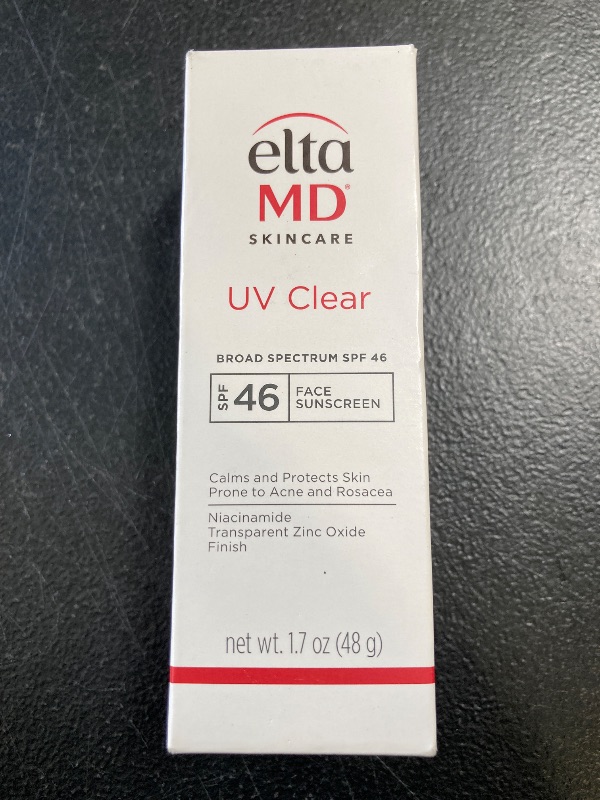 elta
MD®
SKINCARE
UV Clear
BROAD SPECTRUM SPF 46
SPF 46 FACE
SUNSCREEN
Calms and Protects Skin
Prone to Acne and Rosacea
Niacinamide
Transparent Zinc Oxide
Finish
net wt. 1.7 oz (48 g)